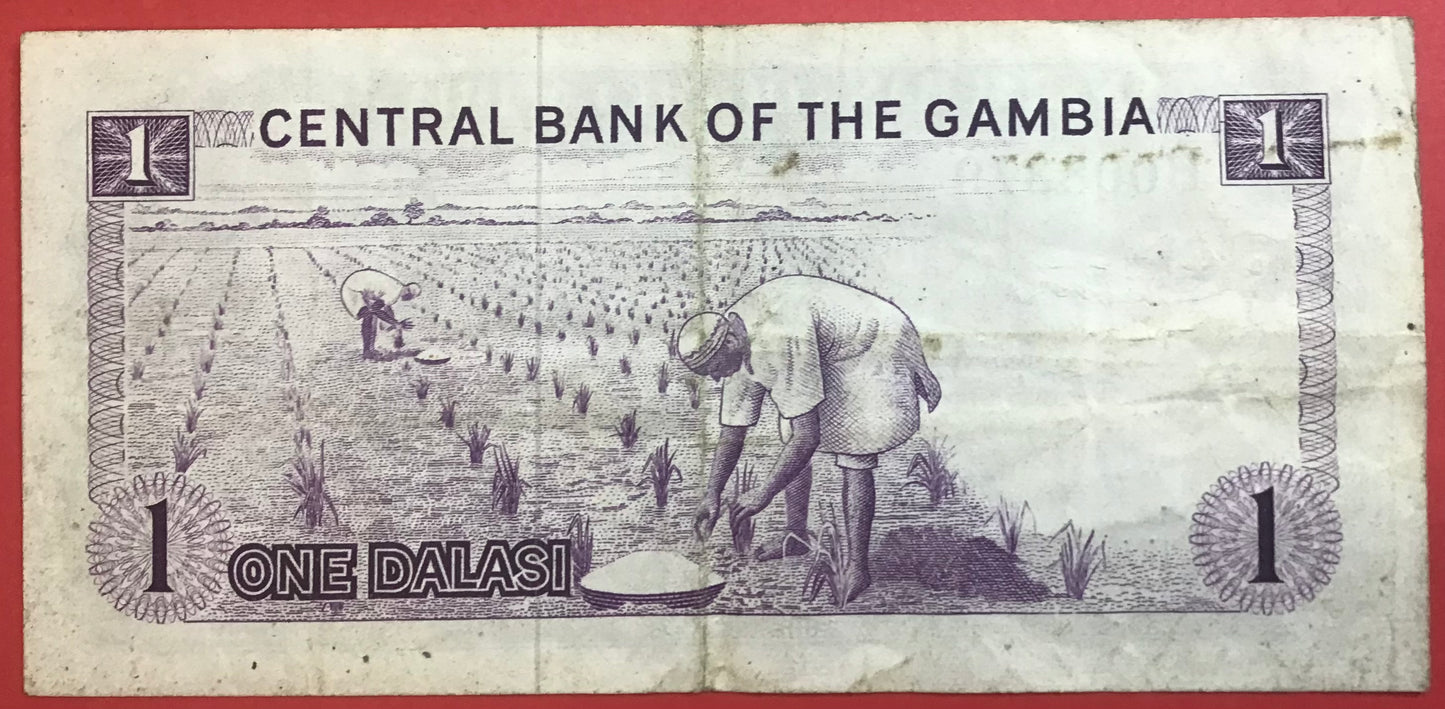 1 CENTRAL BANK OF THE GAMBIA 1
1 ONE DALASI 1